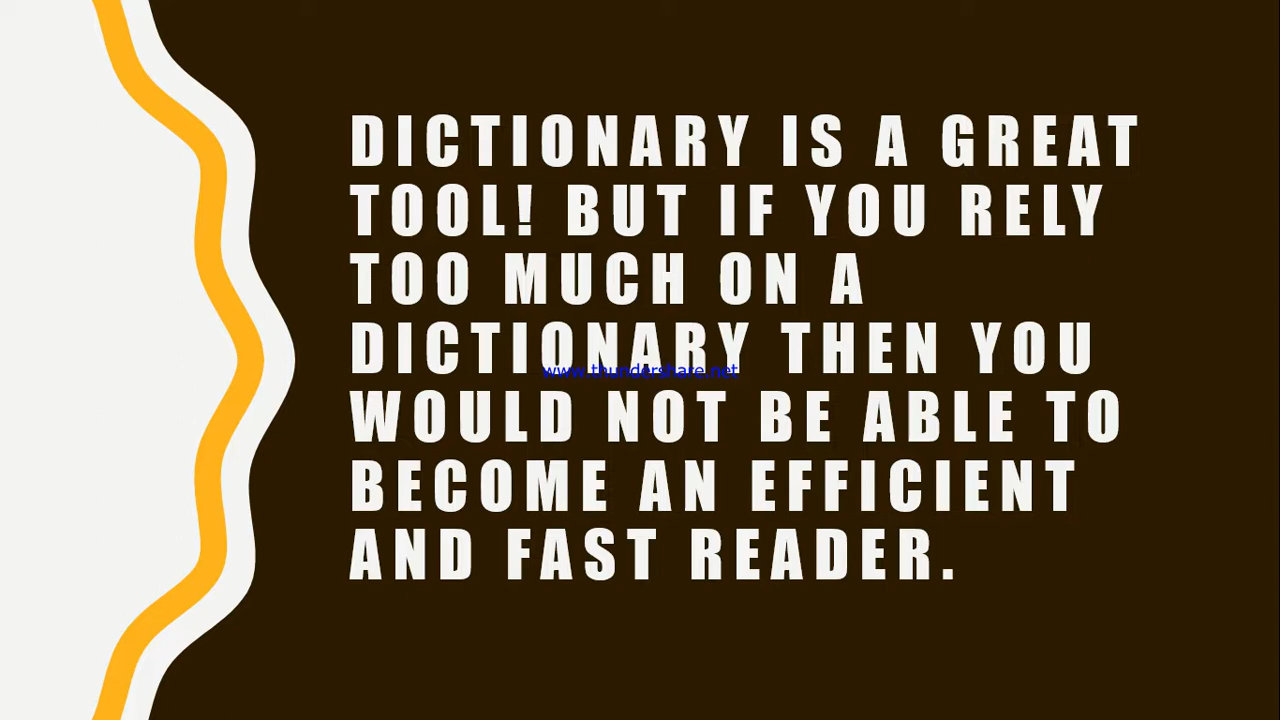 DICTIONARY IS A GREAT
TOOL! BUT IF YOU RELY
TOO MUCH ON A
DICTIONARY THEN YOU
www.thundershare.net
WOULD NOT BE ABLE TO
BECOME AN EFFICIENT
AND FAST READER.